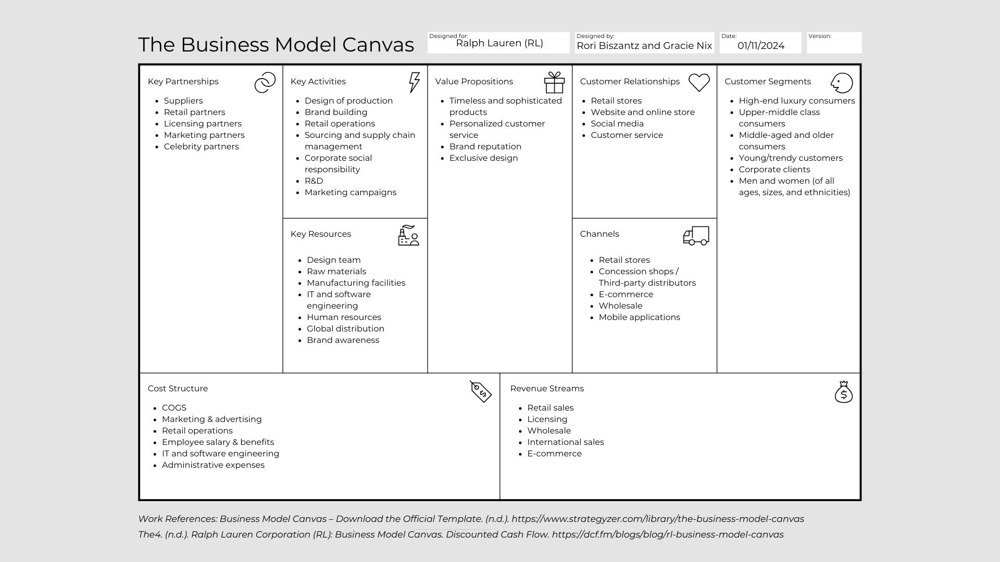 The Business Model Canvas
Designed for:
Ralph Lauren (RL)
Designed by:
Rori Biszantz and Gracie Nix
Date:
01/11/2024
Version:
Key Partnerships
• Suppliers
• Retail partners
• Licensing partners
• Marketing partners
• Celebrity partners
Key Activities
• Design of production
• Brand building
• Retail operations
• Sourcing and supply chain
management
• Corporate social
responsibility
• R&D
• Marketing campaigns
Key Resources
• Design team
• Raw materials
• Manufacturing facilities
• IT and software
engineering
• Human resources
• Global distribution
• Brand awareness
Value Propositions
• Timeless and sophisticated
products
• Personalized customer
service
• Brand reputation
• Exclusive design
Customer Relationships
• Retail stores
• Website and online store
• Social media
• Customer service
Channels
• Retail stores
• Concession shops /
Third-party distributors
• E-commerce
• Wholesale
• Mobile applications
Customer Segments
• High-end luxury consumers
• Upper-middle class
consumers
• Middle-aged and older
consumers
• Young/trendy customers
• Corporate clients
• Men and women (of all
ages, sizes, and ethnicities)
Cost Structure
• COGS
• Marketing & advertising
• Retail operations
• Employee salary & benefits
• IT and software engineering
• Administrative expenses
Revenue Streams
• Retail sales
• Licensing
• Wholesale
• International sales
• E-commerce
Work References: Business Model Canvas – Download the Official Template. (n.d.). https://www.strategyzer.com/library/the-business-model-canvas
The4. (n.d.). Ralph Lauren Corporation (RL): Business Model Canvas. Discounted Cash Flow. https://dcf.fm/blogs/blog/rl-business-model-canvas